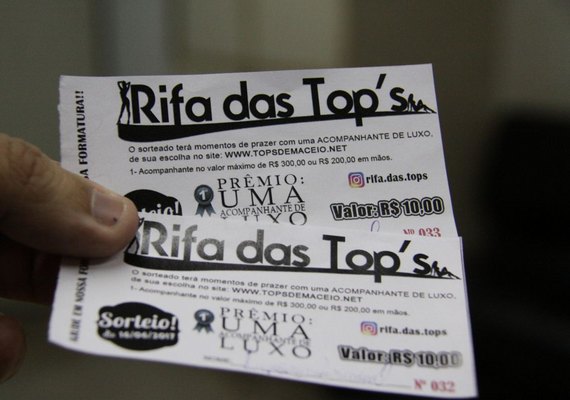 AJUDE EM NOSSA FORMATURA!!
Rifa das Top's
O sorteado terá momentos de prazer com uma ACOMPANHANTE DE LUXO,
de sua escolha no site: WWW.TOPSDEMACEIO.NET
1- Acompanhante no valor máximo de R$ 300,00 ou R$ 200,00 em mãos.
1
PRÊMIO:
UMA
ACOMPANHANTE DE
LUXO
rifa.das.tops
Valor: R$ 10,00
Nº 033
Rifa das Top's
O sorteado terá momentos de prazer com uma ACOMPANHANTE DE LUXO,
de sua escolha no site: WWW.TOPSDEMACEIO.NET
1- Acompanhante no valor máximo de R$ 300,00 ou R$ 200,00 em mãos.
Sorteio!
1
PRÊMIO:
UMA
ACOMPANHANTE DE
LUXO
rifa.das.tops
Valor: R$ 10,00
Nº 032